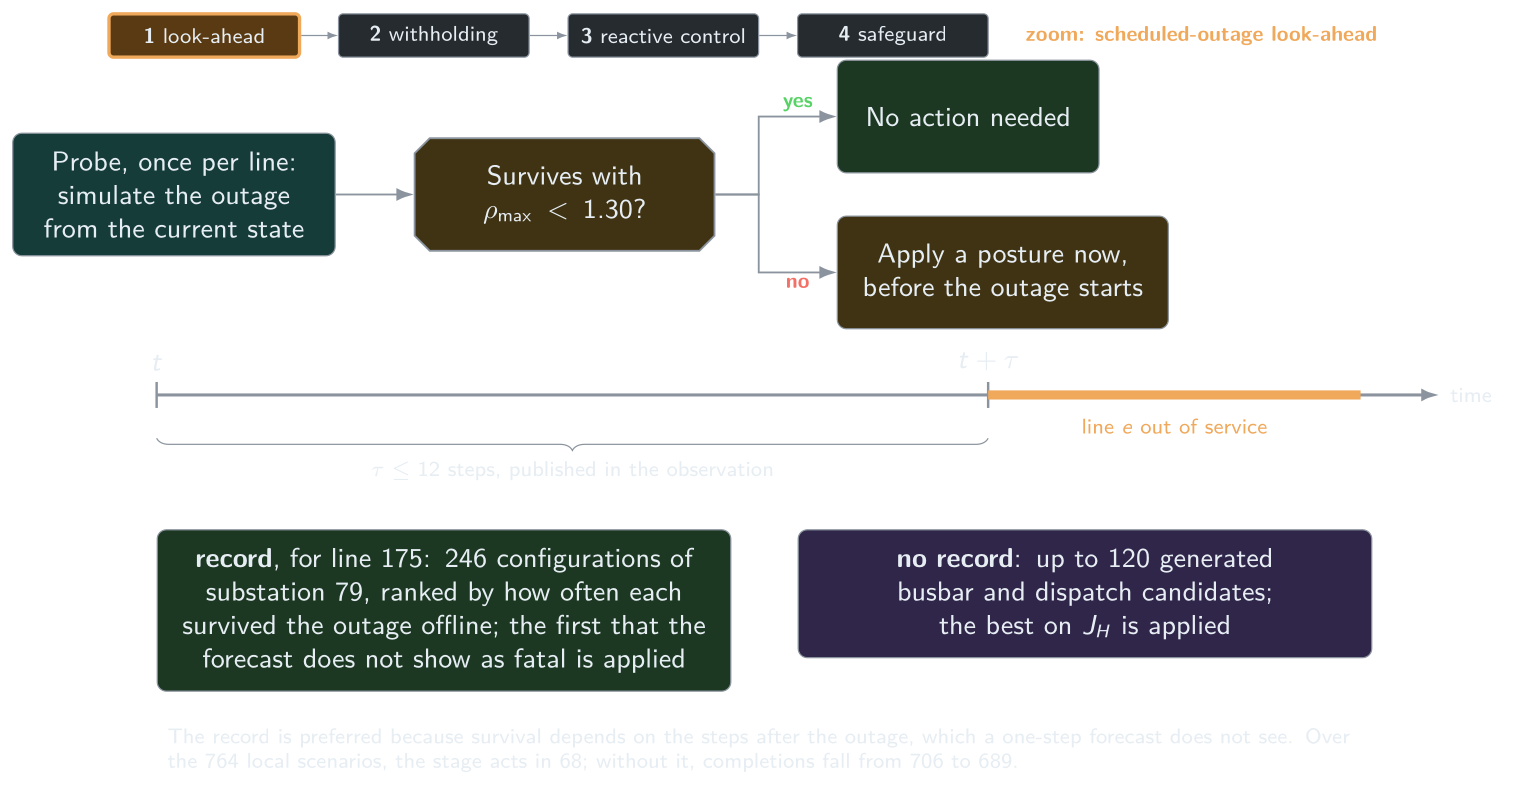 1 look-ahead
2 withholding
3 reactive control
4 safeguard
zoom: scheduled-outage look-ahead
Probe, once per line:
simulate the outage
from the current state
Survives with
ρmax < 1.30?
yes
No action needed
no
Apply a posture now,
before the outage starts
t
t + τ
time
line e out of service
τ ≤ 12 steps, published in the observation
record, for line 175: 246 configurations of
substation 79, ranked by how often each
survived the outage offline; the first that the
forecast does not show as fatal is applied
no record: up to 120 generated
busbar and dispatch candidates;
the best on J_H is applied
The record is preferred because survival depends on the steps after the outage, which a one-step forecast does not see. Over
the 764 local scenarios, the stage acts in 68; without it, completions fall from 706 to 689.